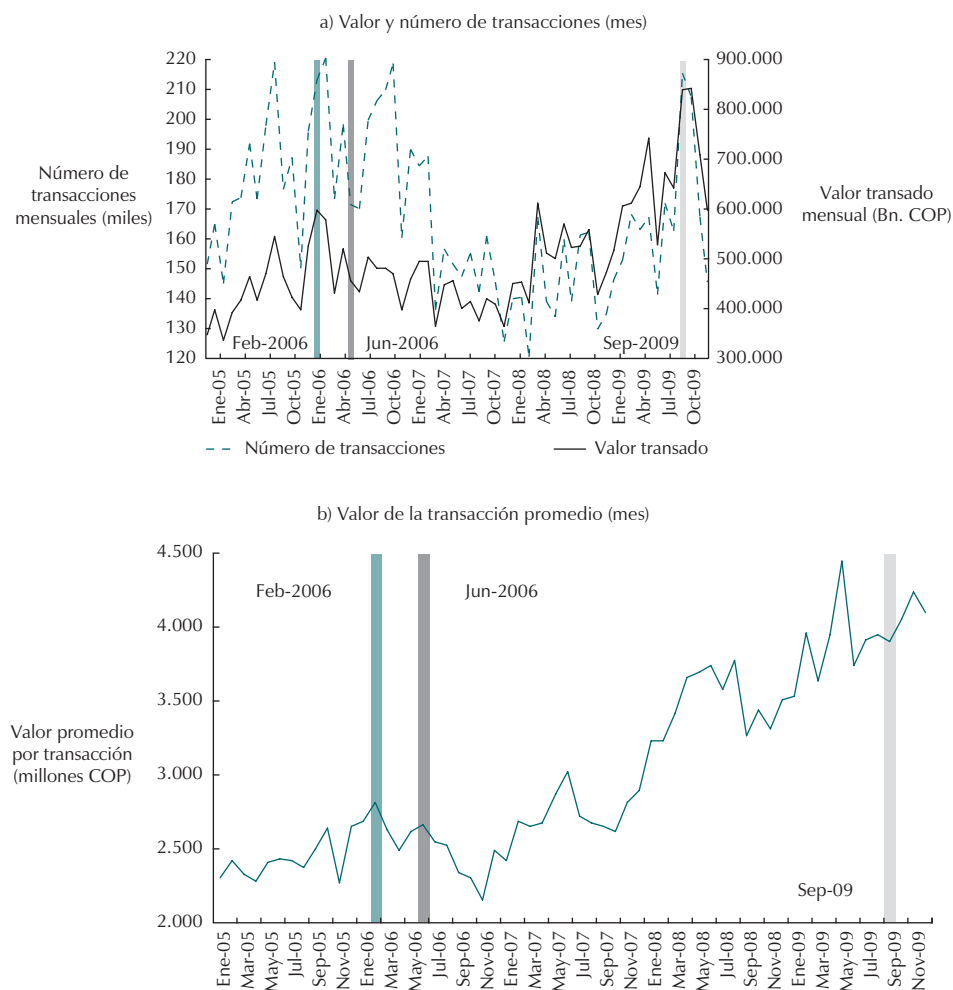 a) Valor y número de transacciones (mes)
220
210
200
190
180
170
160
150
140
130
120
Número de
transacciones
mensuales (miles)
900.000
800.000
700.000
600.000
500.000
400.000
300.000
Valor transado
mensual (Bn. COP)
Feb-2006
Jun-2006
Sep-2009
Ene-05
Abr-05
Jul-05
Oct-05
Ene-06
Abr-06
Jul-06
Oct-06
Ene-07
Abr-07
Jul-07
Oct-07
Ene-08
Abr-08
Jul-08
Oct-08
Ene-09
Abr-09
Jul-09
Oct-09
Número de transacciones
Valor transado
b) Valor de la transacción promedio (mes)
4.500
4.000
3.500
3.000
2.500
2.000
Valor promedio
por transacción
(millones COP)
Feb-2006
Jun-2006
Sep-09
Ene-05
Mar-05
May-05
Jul-05
Sep-05
Nov-05
Ene-06
Mar-06
May-06
Jul-06
Sep-06
Nov-06
Ene-07
Mar-07
May-07
Jul-07
Sep-07
Nov-07
Ene-08
Mar-08
May-08
Jul-08
Sep-08
Nov-08
Ene-09
Mar-09
May-09
Jul-09
Sep-09
Nov-09